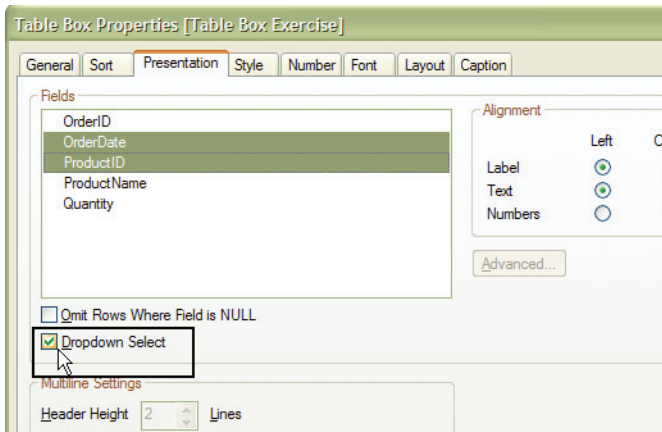 Table Box Properties [Table Box Exercise]
General Sort Presentation Style Number Font Layout Caption
Fields
OrderID
OrderDate
ProductID
ProductName
Quantity
Omit Rows Where Field is NULL
Dropdown Select
Alignment
Left
Label
Text
Numbers
Advanced...
Multiline Settings
Header Height 2 Lines